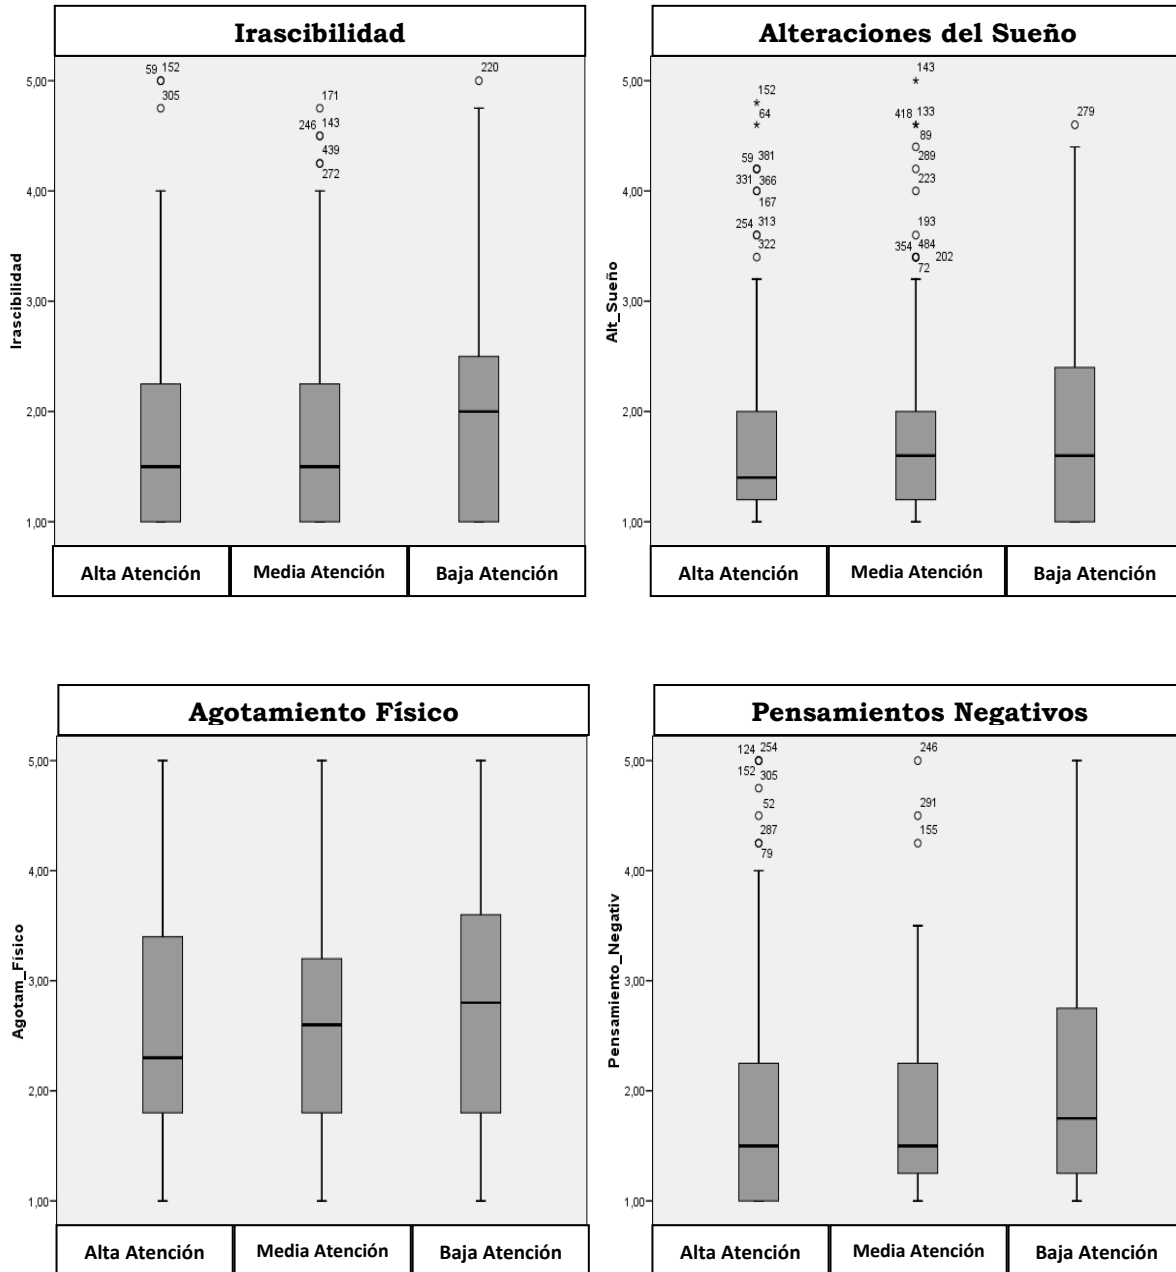 Irascibilidad
59 152
305
171
246 143
439
272
220
5,00
4,00
3,00
2,00
1,00
Irascibilidad
Alta Atención
Media Atención
Baja Atención
Alteraciones del Sueño
152
64
59 381
331 366
167
254 313
322
143
418 133
89
289
223
193
354 484
202
72
279
5,00
4,00
3,00
2,00
1,00
Alt_Sueño
Alta Atención
Media Atención
Baja Atención
Agotamiento Físico
5,00
4,00
3,00
2,00
1,00
Agotam_Físico
Alta Atención
Media Atención
Baja Atención
Pensamientos Negativos
124 254
152 305
52
287
79
246
291
155
5,00
4,00
3,00
2,00
1,00
Pensamiento_Negativ
Alta Atención
Media Atención
Baja Atención